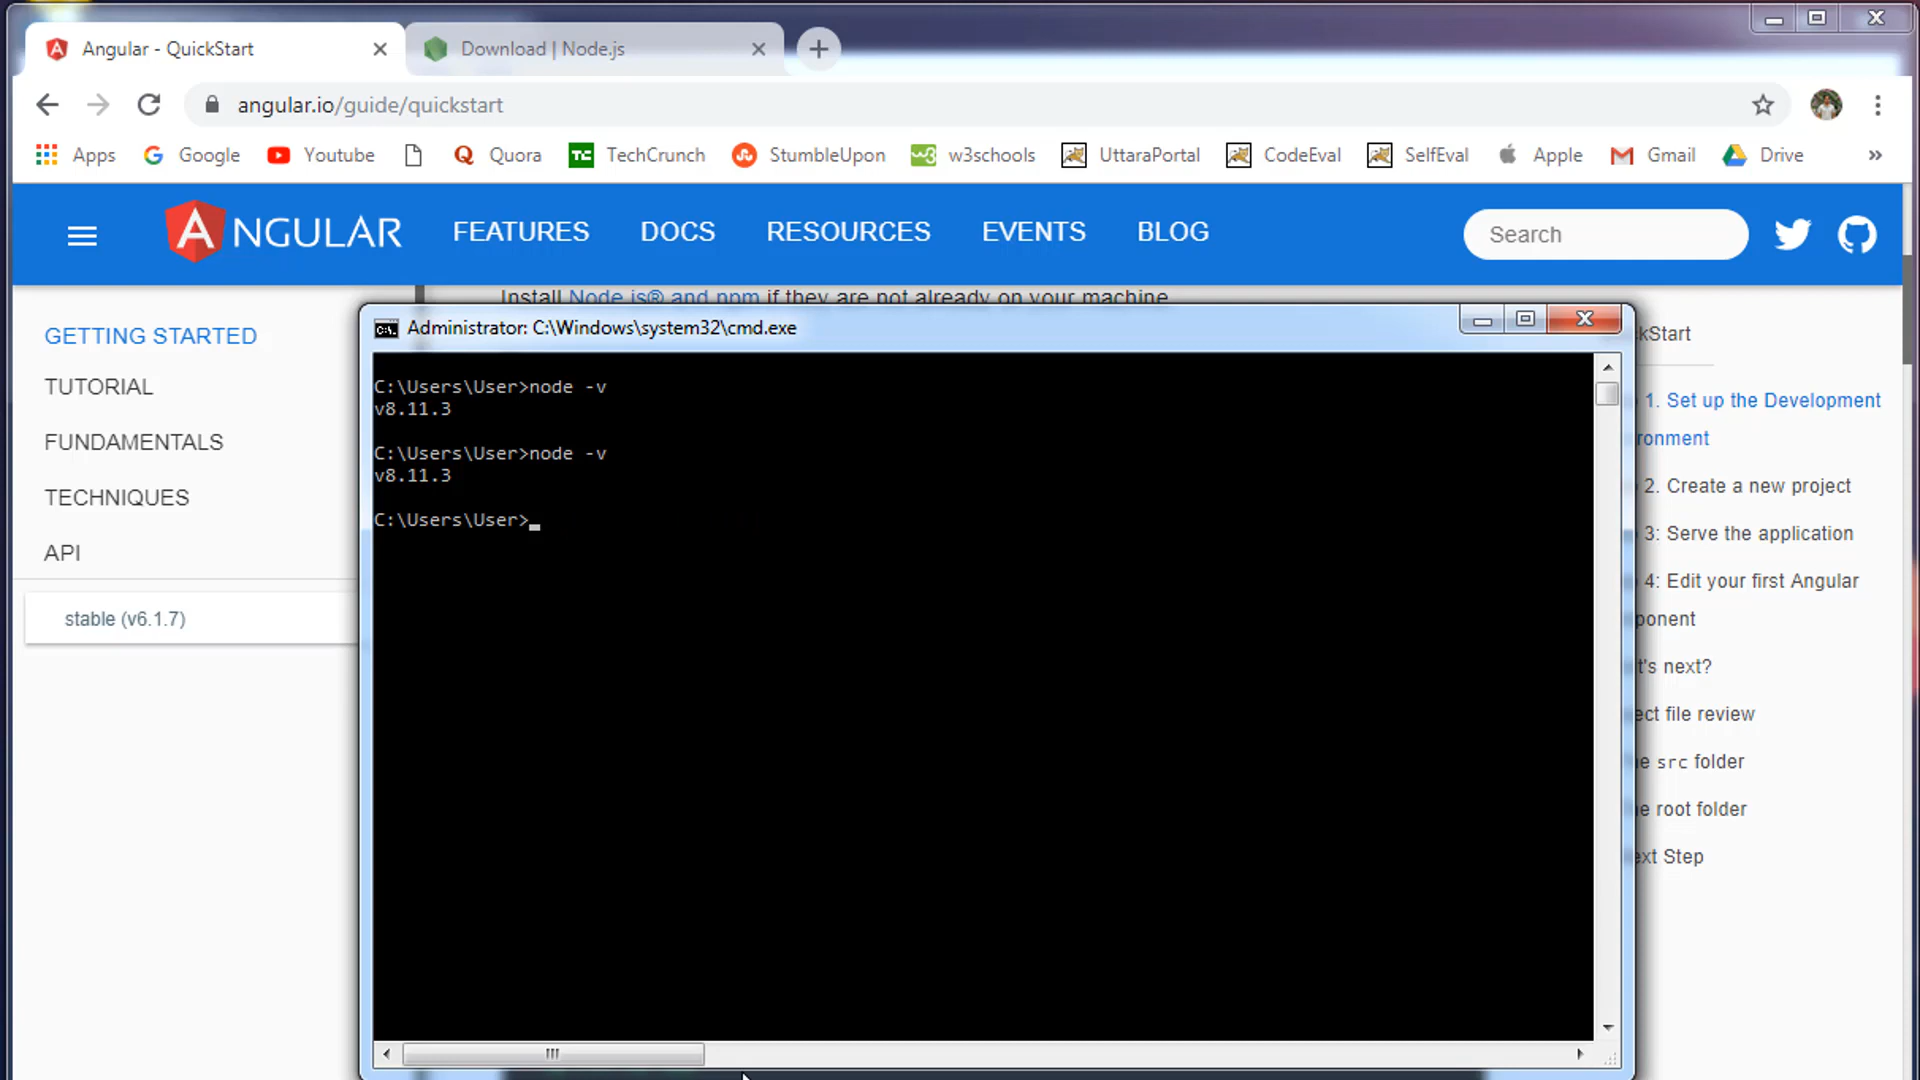 Angular - QuickStart
Download | Node.js
angular.io/guide/quickstart
Apps Google Youtube Quora TechCrunch StumbleUpon w3schools UttaraPortal CodeEval SelfEval Apple Gmail Drive »
ANGULAR FEATURES DOCS RESOURCES EVENTS BLOG Search
Install Node.js® and npm if they are not already on your machine.
GETTING STARTED
TUTORIAL
FUNDAMENTALS
TECHNIQUES
API
stable (v6.1.7)
Administrator: C:\Windows\system32\cmd.exe
C:\Users\User>node -v
v8.11.3
C:\Users\User>node -v
v8.11.3
C:\Users\User>_
kStart
1. Set up the Development
ronment
2. Create a new project
3: Serve the application
4: Edit your first Angular
ponent
t's next?
ect file review
e src folder
e root folder
ext Step